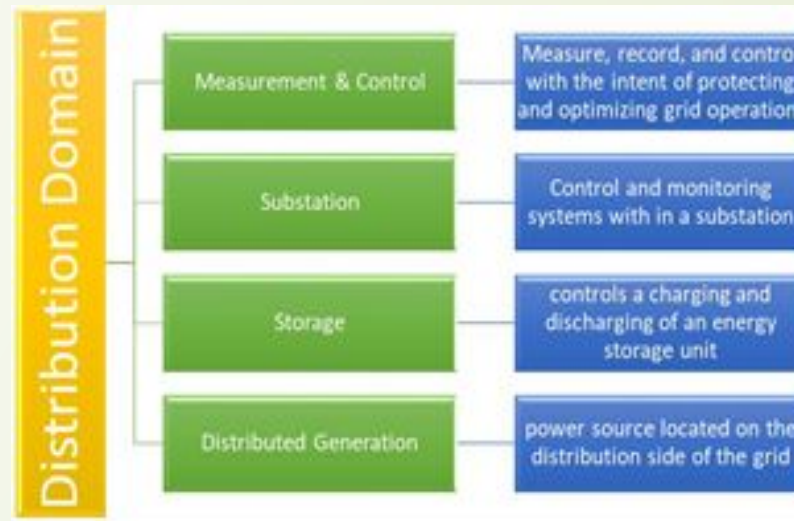 Distribution Domain
Measurement & Control
Measure, record, and contro
with the intent of protecting
and optimizing grid operation
Substation
Control and monitoring
systems with in a substation
Storage
controls a charging and
discharging of an energy
storage unit
Distributed Generation
power source located on the
distribution side of the grid